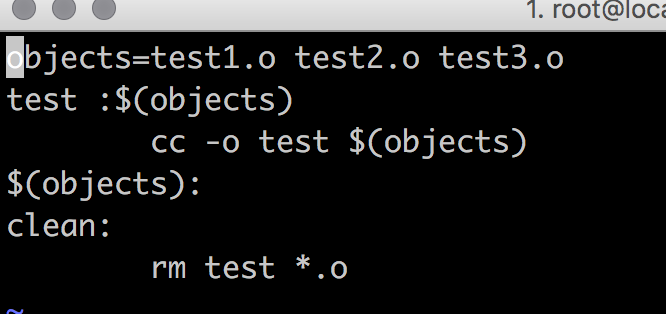 1. root@loca
objects=test1.o test2.o test3.o
test :$(objects)
        cc -o test $(objects)
$(objects):
clean:
        rm test *.o
~